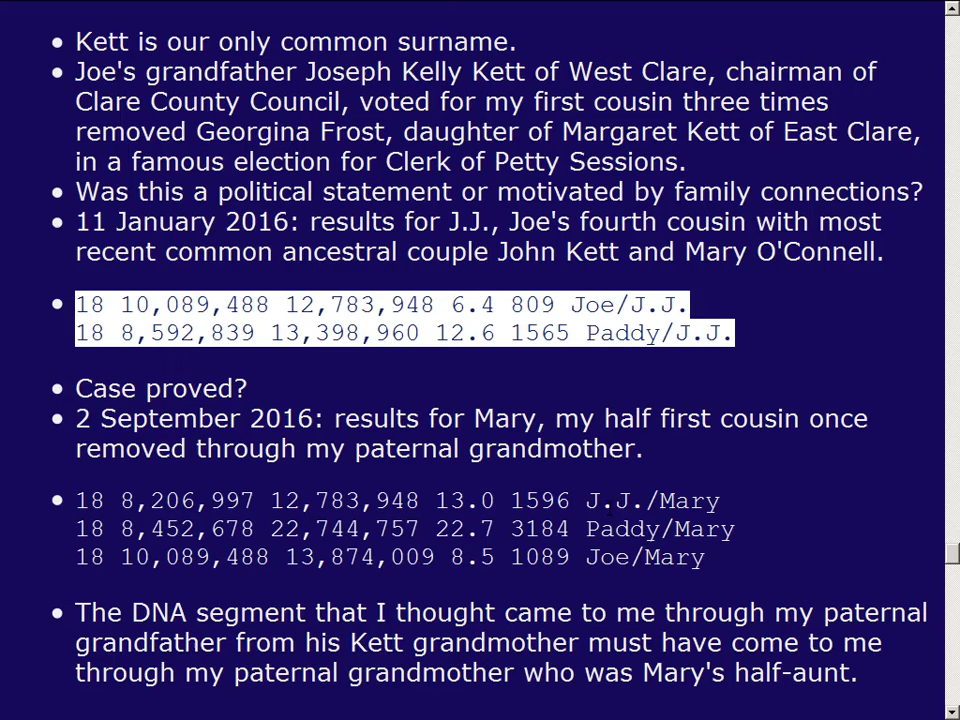 • Kett is our only common surname.
• Joe's grandfather Joseph Kelly Kett of West Clare, chairman of
Clare County Council, voted for my first cousin three times
removed Georgina Frost, daughter of Margaret Kett of East Clare,
in a famous election for Clerk of Petty Sessions.
• Was this a political statement or motivated by family connections?
• 11 January 2016: results for J.J., Joe's fourth cousin with most
recent common ancestral couple John Kett and Mary O'Connell.
• 18 10,089,488 12,783,948 6.4 809 Joe/J.J.
18 8,592,839 13,398,960 12.6 1565 Paddy/J.J.
• Case proved?
• 2 September 2016: results for Mary, my half first cousin once
removed through my paternal grandmother.
• 18 8,206,997 12,783,948 13.0 1596 J.J./Mary
18 8,452,678 22,744,757 22.7 3184 Paddy/Mary
18 10,089,488 13,874,009 8.5 1089 Joe/Mary
• The DNA segment that I thought came to me through my paternal
grandfather from his Kett grandmother must have come to me
through my paternal grandmother who was Mary's half-aunt.